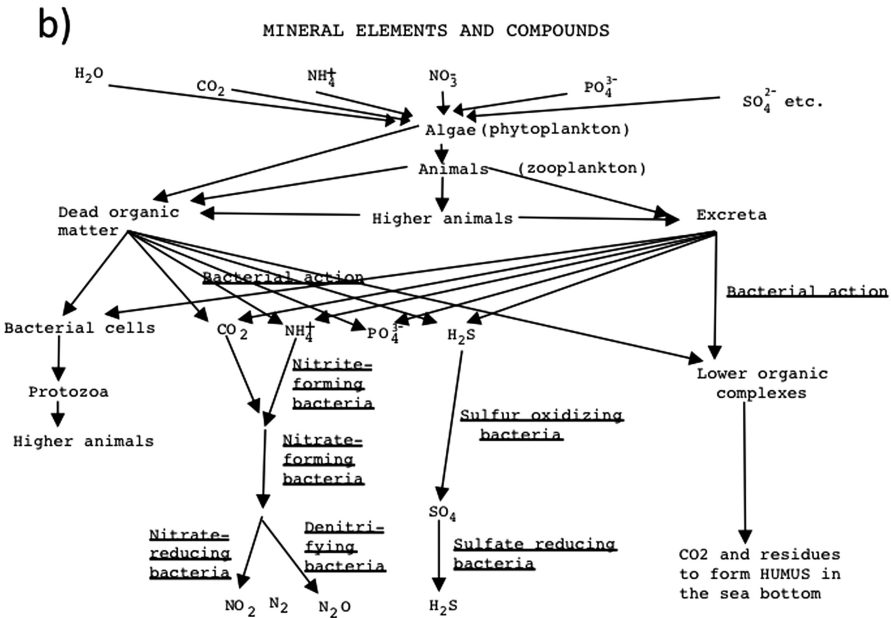 b)
MINERAL ELEMENTS AND COMPOUNDS
H₂O
CO₂
NH₄⁺
NO₃⁻
PO₄³⁻
SO₄²⁻ etc.
Algae (phytoplankton)
Animals (zooplankton)
Dead organic
matter
Higher animals
Excreta
Bacterial action
Bacterial action
Bacterial cells
CO₂
NH₄⁺
PO₄³⁻
H₂S
Lower organic
complexes
Protozoa
Higher animals
Nitrite-
forming
bacteria
Sulfur oxidizing
bacteria
Nitrate-
forming
bacteria
SO₄
Nitrate-
reducing
bacteria
Denitri-
fying
bacteria
Sulfate reducing
bacteria
CO2 and residues
to form HUMUS in
the sea bottom
NO₂ N₂ N₂O
H₂S